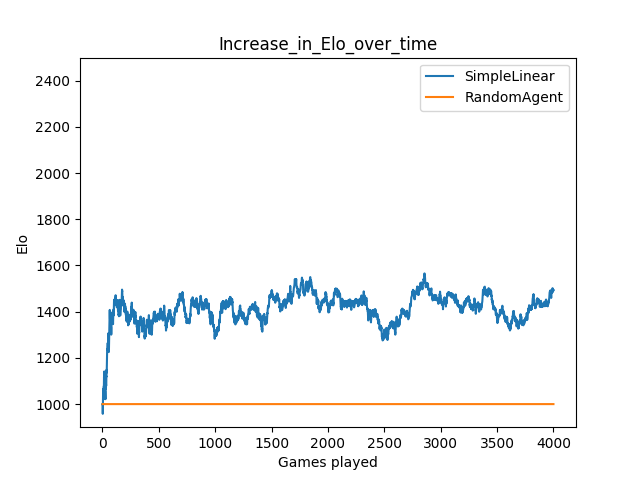 Increase_in_Elo_over_time
SimpleLinear
RandomAgent
2400
2200
2000
1800
1600
1400
1200
1000
Elo
0 500 1000 1500 2000 2500 3000 3500 4000
Games played